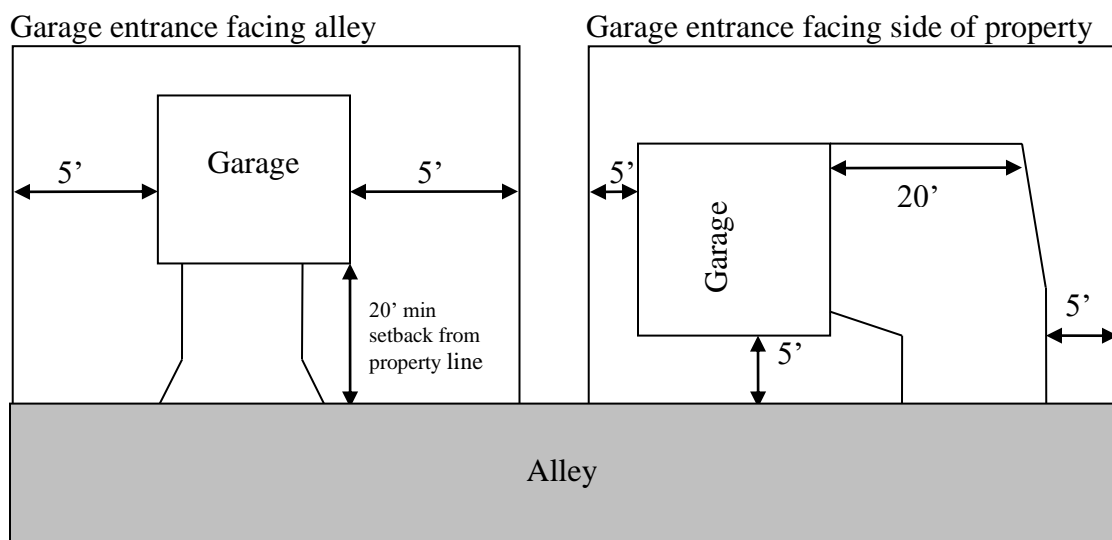 Garage entrance facing alley
Garage entrance facing side of property
5’
Garage
5’
20’ min
setback from
property line
5’
Garage
20’
5’
5’
Alley